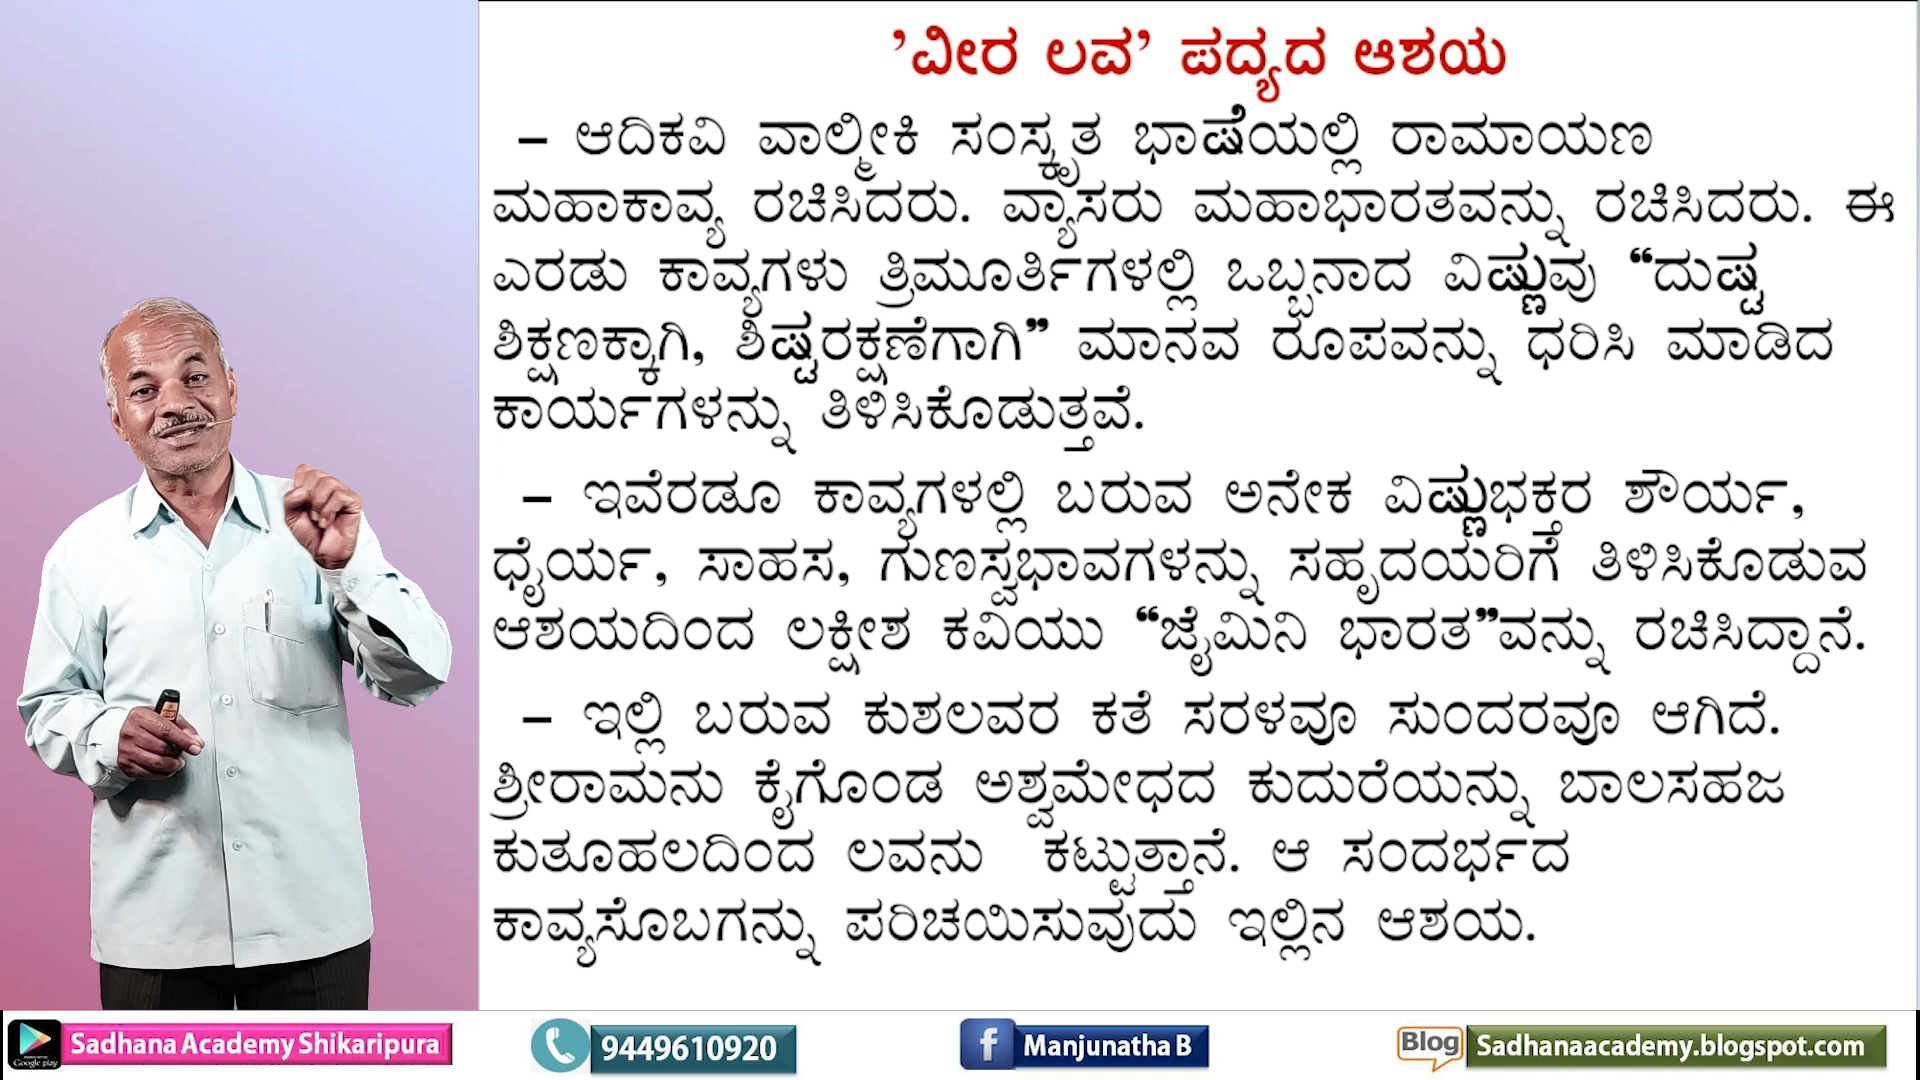 ’ವೀರ ಲವ’ ಪದ್ಯದ ಆಶಯ
– ಆದಿಕವಿ ವಾಲ್ಮೀಕಿ ಸಂಸ್ಕೃತ ಭಾಷೆಯಲ್ಲಿ ರಾಮಾಯಣ
ಮಹಾಕಾವ್ಯ ರಚಿಸಿದರು. ವ್ಯಾಸರು ಮಹಾಭಾರತವನ್ನು ರಚಿಸಿದರು. ಈ
ಎರಡು ಕಾವ್ಯಗಳು ತ್ರಿಮೂರ್ತಿಗಳಲ್ಲಿ ಒಬ್ಬನಾದ ವಿಷ್ಣುವು “ದುಷ್ಟ
ಶಿಕ್ಷಣಕ್ಕಾಗಿ, ಶಿಷ್ಟರಕ್ಷಣೆಗಾಗಿ” ಮಾನವ ರೂಪವನ್ನು ಧರಿಸಿ ಮಾಡಿದ
ಕಾರ್ಯಗಳನ್ನು ತಿಳಿಸಿಕೊಡುತ್ತವೆ.
– ಇವೆರಡೂ ಕಾವ್ಯಗಳಲ್ಲಿ ಬರುವ ಅನೇಕ ವಿಷ್ಣುಭಕ್ತರ ಶೌರ್ಯ,
ಧೈರ್ಯ, ಸಾಹಸ, ಗುಣಸ್ವಭಾವಗಳನ್ನು ಸಹೃದಯರಿಗೆ ತಿಳಿಸಿಕೊಡುವ
ಆಶಯದಿಂದ ಲಕ್ಷ್ಮೀಶ ಕವಿಯು “ಜೈಮಿನಿ ಭಾರತ”ವನ್ನು ರಚಿಸಿದ್ದಾನೆ.
– ಇಲ್ಲಿ ಬರುವ ಕುಶಲವರ ಕತೆ ಸರಳವೂ ಸುಂದರವೂ ಆಗಿದೆ.
ಶ್ರೀರಾಮನು ಕೈಗೊಂಡ ಅಶ್ವಮೇಧದ ಕುದುರೆಯನ್ನು ಬಾಲಸಹಜ
ಕುತೂಹಲದಿಂದ ಲವನು ಕಟ್ಟುತ್ತಾನೆ. ಆ ಸಂದರ್ಭದ
ಕಾವ್ಯಸೊಬಗನ್ನು ಪರಿಚಯಿಸುವುದು ಇಲ್ಲಿನ ಆಶಯ.
Google play Sadhana Academy Shikaripura 9449610920 f Manjunatha B Blog Sadhanaacademy.blogspot.com